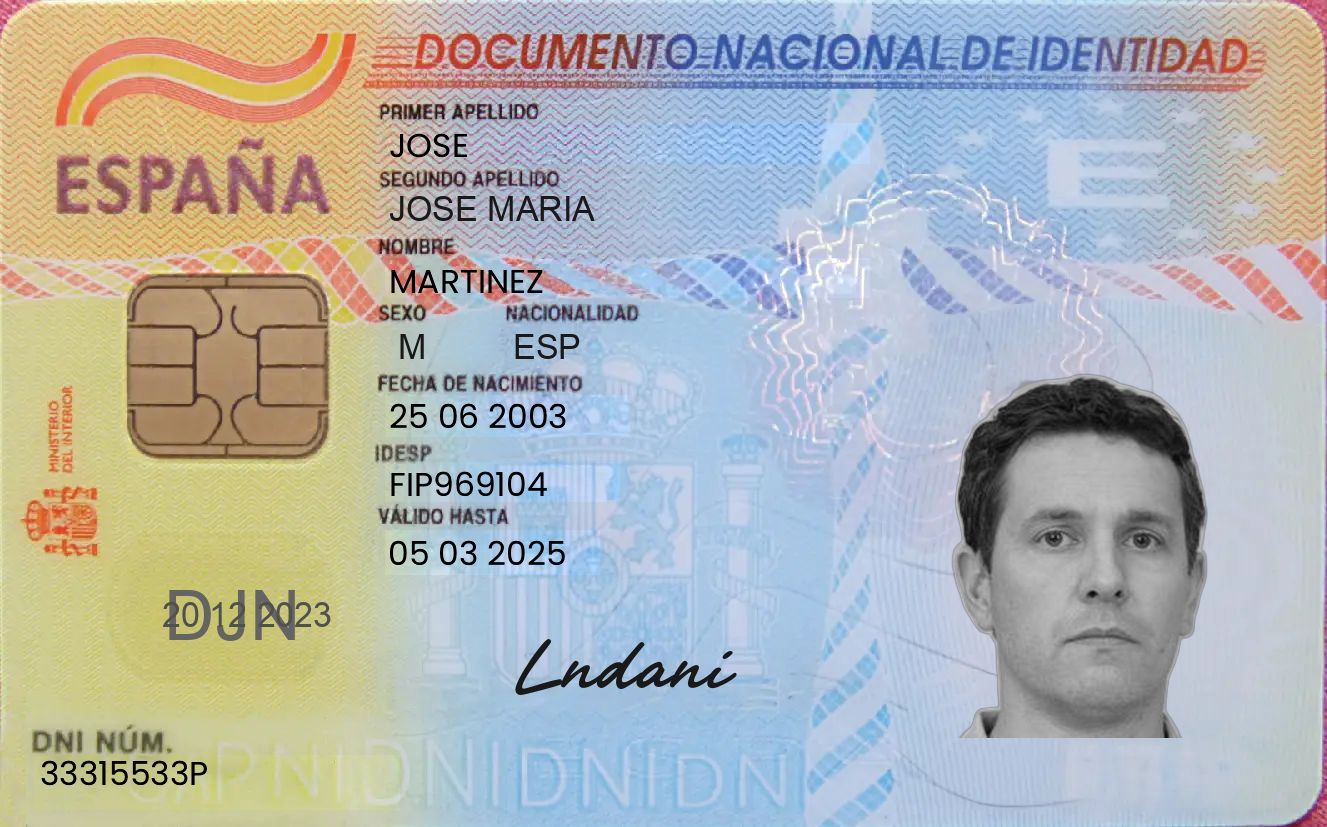 DOCUMENTO NACIONAL DE IDENTIDAD
ESPAÑA
PRIMER APELLIDO
JOSE
SEGUNDO APELLIDO
JOSE MARIA
NOMBRE
MARTINEZ
SEXO NACIONALIDAD
M ESP
FECHA DE NACIMIENTO
25 06 2003
IDESP
FIP969104
VÁLIDO HASTA
05 03 2025
MINISTERIO
DEL INTERIOR
E
20 12 2023
DJN
Lndani
DNI NÚM.
33315533P
DNIDNIDNIDNI